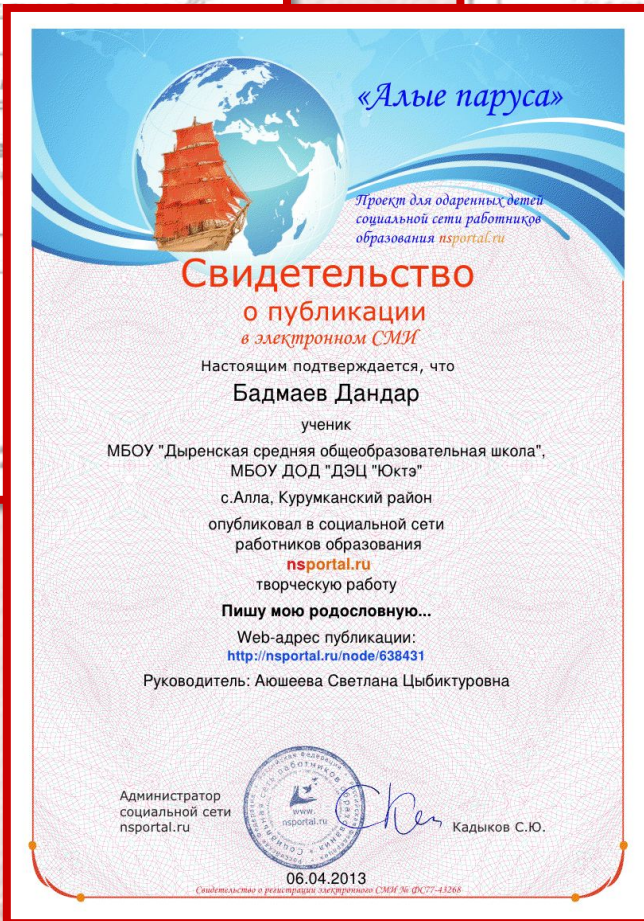 «Алые паруса»
Проект для одаренных детей
социальной сети работников
образования nsportal.ru
Свидетельство
о публикации
в электронном СМИ
Настоящим подтверждается, что
Бадмаев Дандар
ученик
МБОУ "Дыренская средняя общеобразовательная школа",
МБОУ ДОД "ДЭЦ "Юктэ"
с.Алла, Курумканский район
опубликовал в социальной сети
работников образования
nsportal.ru
творческую работу
Пишу мою родословную...
Web-адрес публикации:
http://nsportal.ru/node/638431
Руководитель: Аюшеева Светлана Цыбиктуровна
Администратор
социальной сети
nsportal.ru
www.
nsportal.ru
Кадыков С.Ю.
06.04.2013
Свидетельство о регистрации электронного СМИ № ФС77-43268